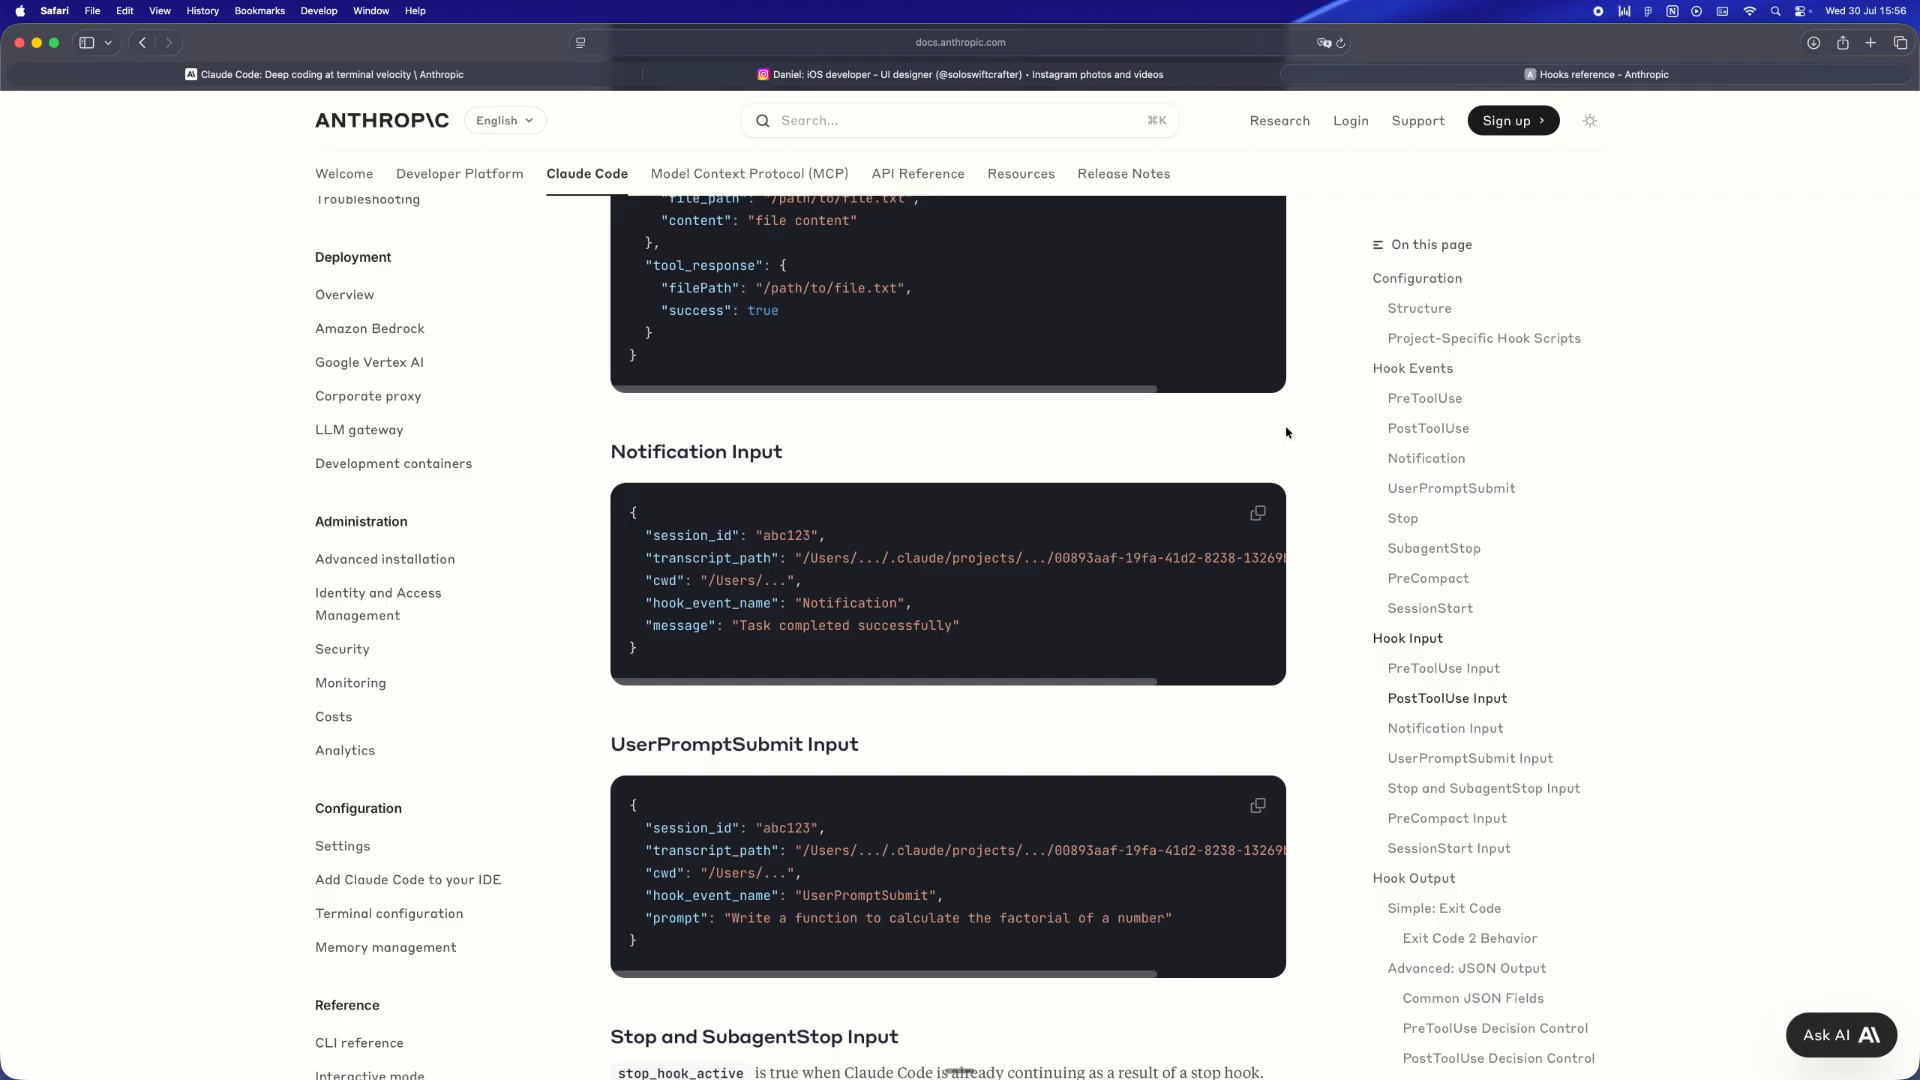 Safari File Edit View History Bookmarks Develop Window Help
Wed 30 Jul 15:56
docs.anthropic.com
Claude Code: Deep coding at terminal velocity \ Anthropic
Daniel: iOS developer - UI designer (@soloswiftcrafter) • Instagram photos and videos
Hooks reference - Anthropic
ANTHROP\C
English
Search...
⌘K
Research
Login
Support
Sign up
Welcome
Developer Platform
Claude Code
Model Context Protocol (MCP)
API Reference
Resources
Release Notes
Troubleshooting
Deployment
Overview
Amazon Bedrock
Google Vertex AI
Corporate proxy
LLM gateway
Development containers
Administration
Advanced installation
Identity and Access
Management
Security
Monitoring
Costs
Analytics
Configuration
Settings
Add Claude Code to your IDE
Terminal configuration
Memory management
Reference
CLI reference
Interactive mode
"file_path": "/path/to/file.txt",
"content": "file content"
},
"tool_response": {
"filePath": "/path/to/file.txt",
"success": true
}
}
Notification Input
{
"session_id": "abc123",
"transcript_path": "/Users/.../.claude/projects/.../00893aaf-19fa-41d2-8238-13269b
"cwd": "/Users/...",
"hook_event_name": "Notification",
"message": "Task completed successfully"
}
UserPromptSubmit Input
{
"session_id": "abc123",
"transcript_path": "/Users/.../.claude/projects/.../00893aaf-19fa-41d2-8238-13269b
"cwd": "/Users/...",
"hook_event_name": "UserPromptSubmit",
"prompt": "Write a function to calculate the factorial of a number"
}
Stop and SubagentStop Input
stop_hook_active is true when Claude Code is already continuing as a result of a stop hook.
On this page
Configuration
Structure
Project-Specific Hook Scripts
Hook Events
PreToolUse
PostToolUse
Notification
UserPromptSubmit
Stop
SubagentStop
PreCompact
SessionStart
Hook Input
PreToolUse Input
PostToolUse Input
Notification Input
UserPromptSubmit Input
Stop and SubagentStop Input
PreCompact Input
SessionStart Input
Hook Output
Simple: Exit Code
Exit Code 2 Behavior
Advanced: JSON Output
Common JSON Fields
PreToolUse Decision Control
PostToolUse Decision Control
Ask AI